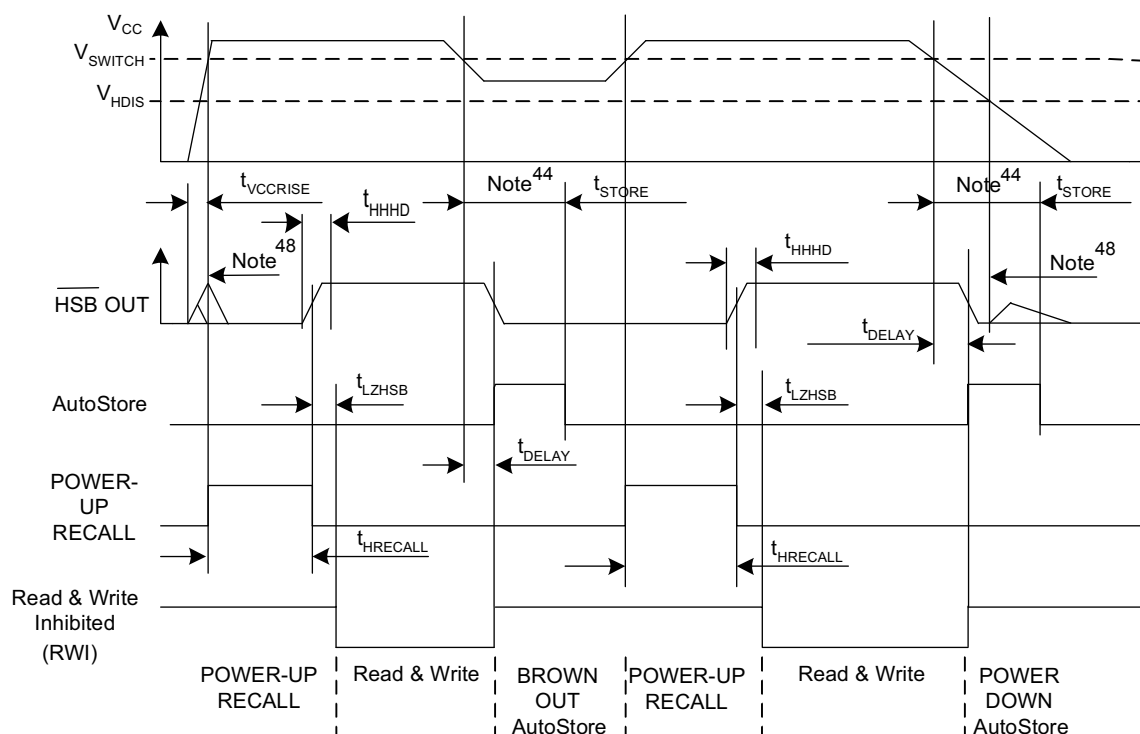 VCC
VSWITCH
VHDIS
tVCCRISE
Note44
tSTORE
Note44
tSTORE
tHHHD
Note48
tHHHD
Note48
HSB OUT
tDELAY
tLZHSB
tLZHSB
AutoStore
tDELAY
POWER-
UP
RECALL
tHRECALL
tHRECALL
Read & Write
Inhibited
(RWI)
POWER-UP
RECALL
Read & Write
BROWN
OUT
AutoStore
POWER-UP
RECALL
Read & Write
POWER
DOWN
AutoStore